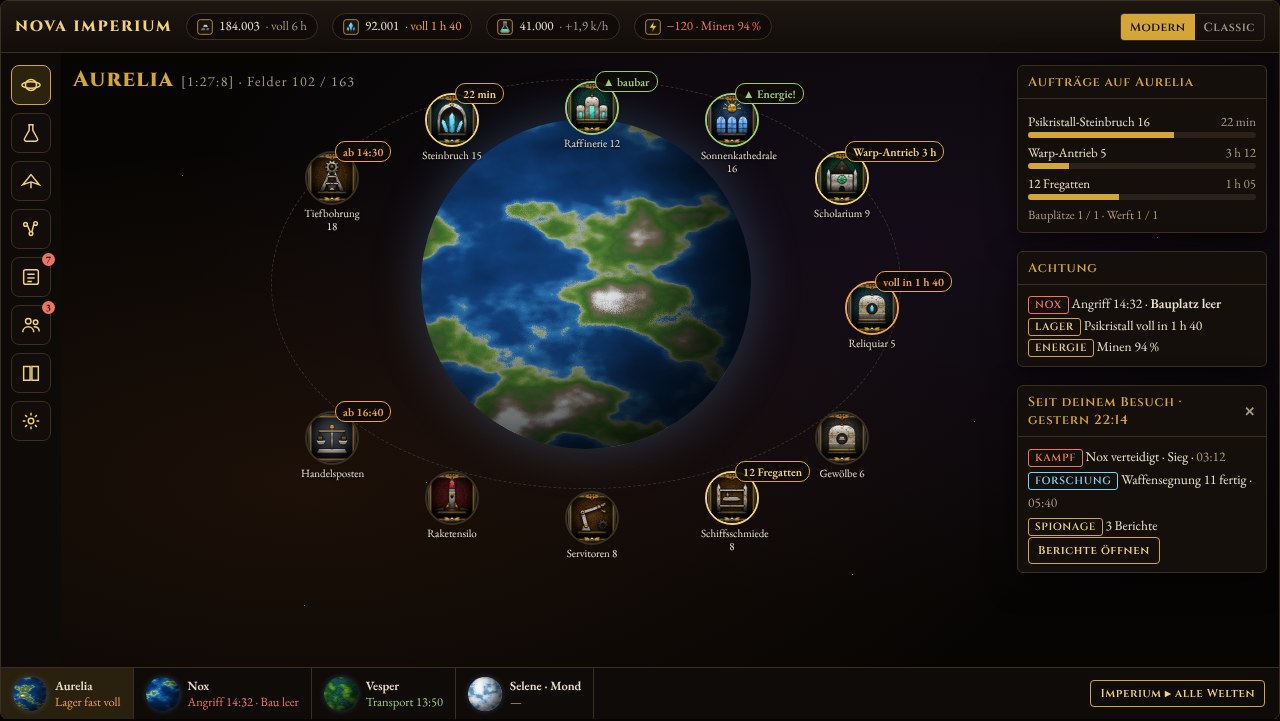 NOVA IMPERIUM
184.003 · voll 6 h
92.001 · voll 1 h 40
41.000 · +1,9 k/h
−120 · Minen 94 %
MODERN
CLASSIC
AURELIA [1:27:8] · Felder 102 / 163
22 min
Steinbruch 15
▲ baubar
Raffinerie 12
▲ Energie!
Sonnenkathedrale
16
ab 14:30
Tiefbohrung
18
Warp-Antrieb 3 h
Scholarium 9
voll in 1 h 40
Reliquiar 5
ab 16:40
Handelsposten
Gewölbe 6
Raketensilo
12 Fregatten
Schiffsschmiede
8
Servitoren 8
7
3
AUFTRÄGE AUF AURELIA
Psikristall-Steinbruch 16 22 min
Warp-Antrieb 5 3 h 12
12 Fregatten 1 h 05
Bauplätze 1 / 1 · Werft 1 / 1
ACHTUNG
NOX Angriff 14:32 · Bauplatz leer
LAGER Psikristall voll in 1 h 40
ENERGIE Minen 94 %
SEIT DEINEM BESUCH ·
GESTERN 22:14
✕
KAMPF Nox verteidigt · Sieg · 03:12
FORSCHUNG Waffensegnung 11 fertig ·
05:40
SPIONAGE 3 Berichte
BERICHTE ÖFFNEN
Aurelia
Lager fast voll
Nox
Angriff 14:32 · Bau leer
Vesper
Transport 13:50
Selene · Mond
—
IMPERIUM ▸ ALLE WELTEN